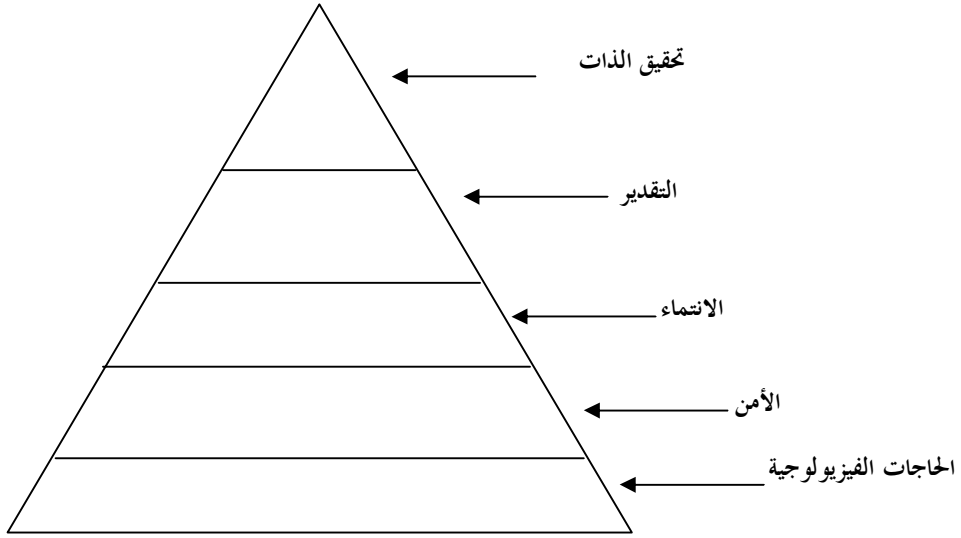 تحقيق الذات
التقدير
الانتماء
الأمن
الحاجات الفيزيولوجية